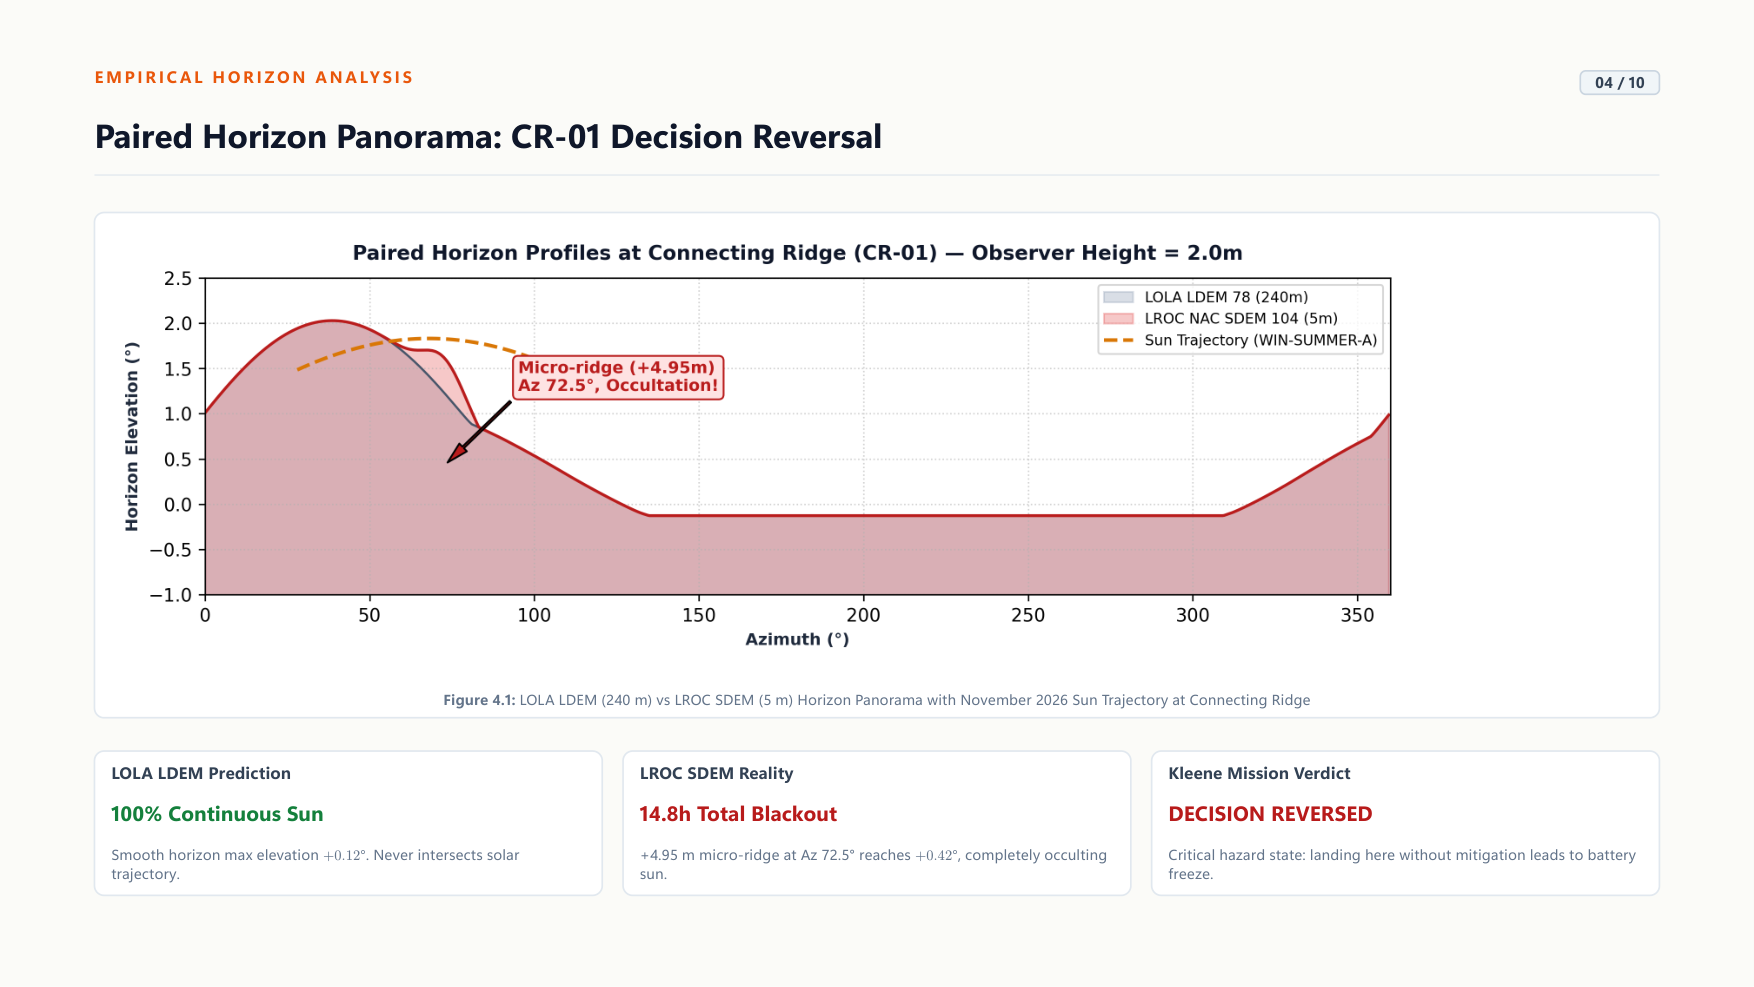 EMPIRICAL HORIZON ANALYSIS
04 / 10
Paired Horizon Panorama: CR-01 Decision Reversal
Paired Horizon Profiles at Connecting Ridge (CR-01) — Observer Height = 2.0m
LOLA LDEM 78 (240m)
LROC NAC SDEM 104 (5m)
Sun Trajectory (WIN-SUMMER-A)
Micro-ridge (+4.95m)
Az 72.5°, Occultation!
Horizon Elevation (°)
2.5
2.0
1.5
1.0
0.5
0.0
−0.5
−1.0
0 50 100 150 200 250 300 350
Azimuth (°)
Figure 4.1: LOLA LDEM (240 m) vs LROC SDEM (5 m) Horizon Panorama with November 2026 Sun Trajectory at Connecting Ridge
LOLA LDEM Prediction
100% Continuous Sun
Smooth horizon max elevation +0.12°. Never intersects solar
trajectory.
LROC SDEM Reality
14.8h Total Blackout
+4.95 m micro-ridge at Az 72.5° reaches +0.42°, completely occulting
sun.
Kleene Mission Verdict
DECISION REVERSED
Critical hazard state: landing here without mitigation leads to battery
freeze.